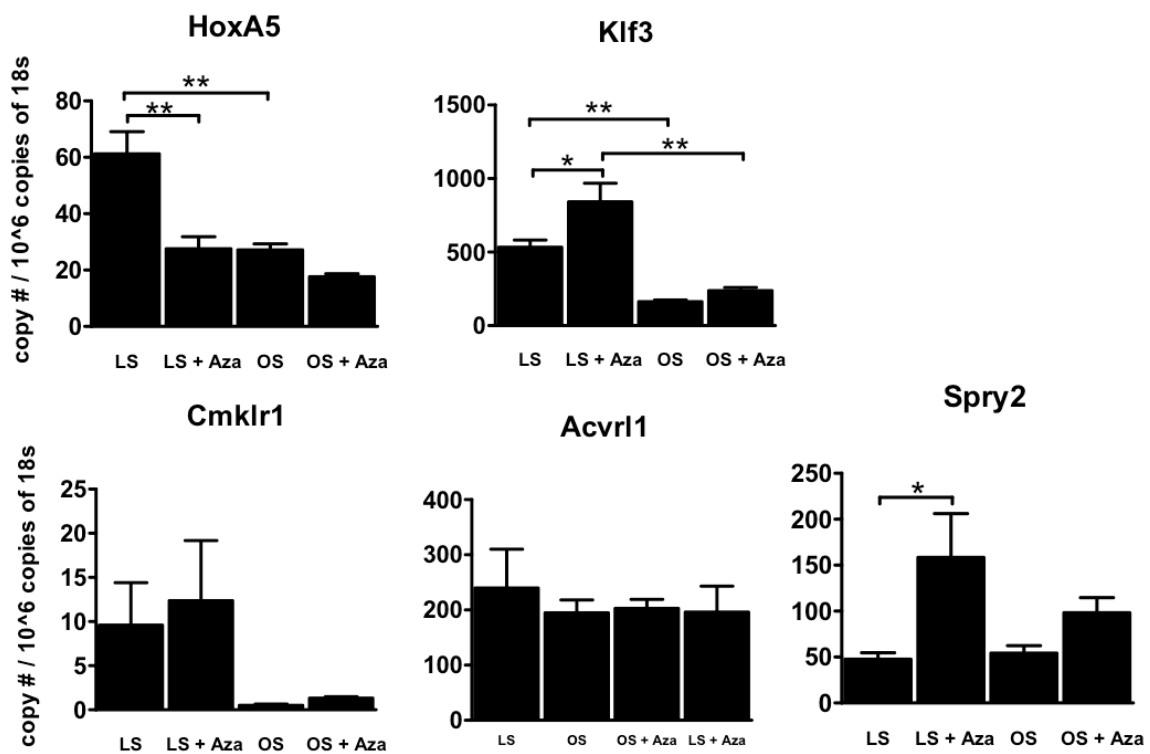 HoxA5
copy # / 10^6 copies of 18s
80
60
40
20
0
**
**
LS LS + Aza OS OS + Aza
Klf3
1500
1000
500
0
**
*
**
LS LS + Aza OS OS + Aza
Cmklr1
copy # / 10^6 copies of 18s
25
20
15
10
5
0
LS LS + Aza OS OS + Aza
Acvrl1
400
300
200
100
0
LS OS OS + Aza LS + Aza
Spry2
250
200
150
100
50
0
*
LS LS + Aza OS OS + Aza